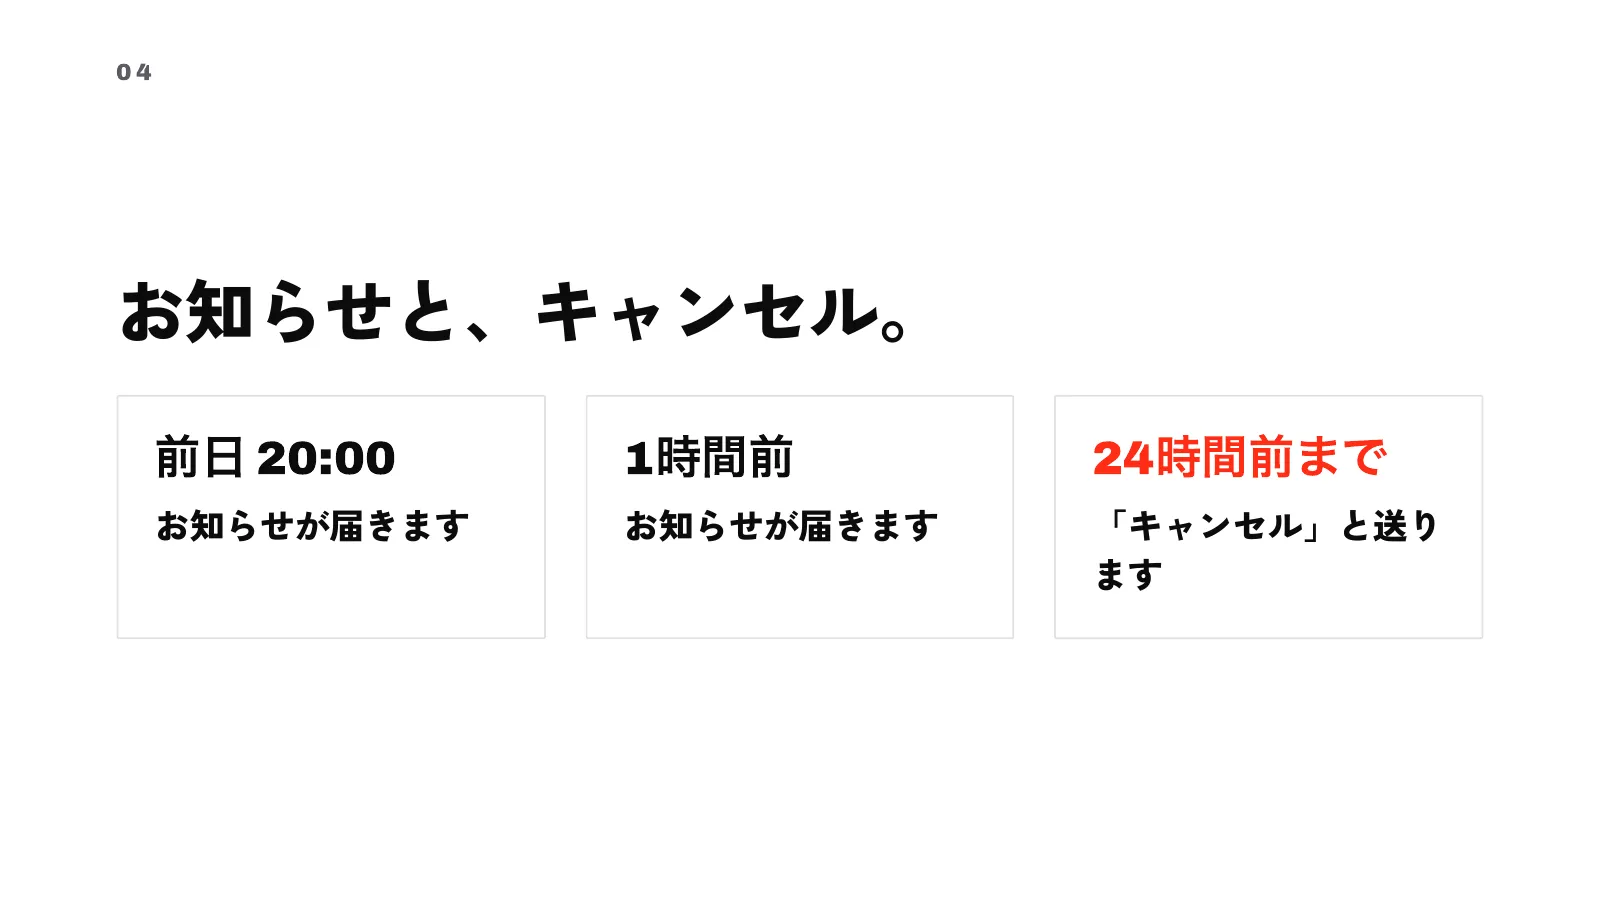 04
お知らせと、キャンセル。
前日 20:00
お知らせが届きます
1時間前
お知らせが届きます
24時間前まで
「キャンセル」と送り
ます